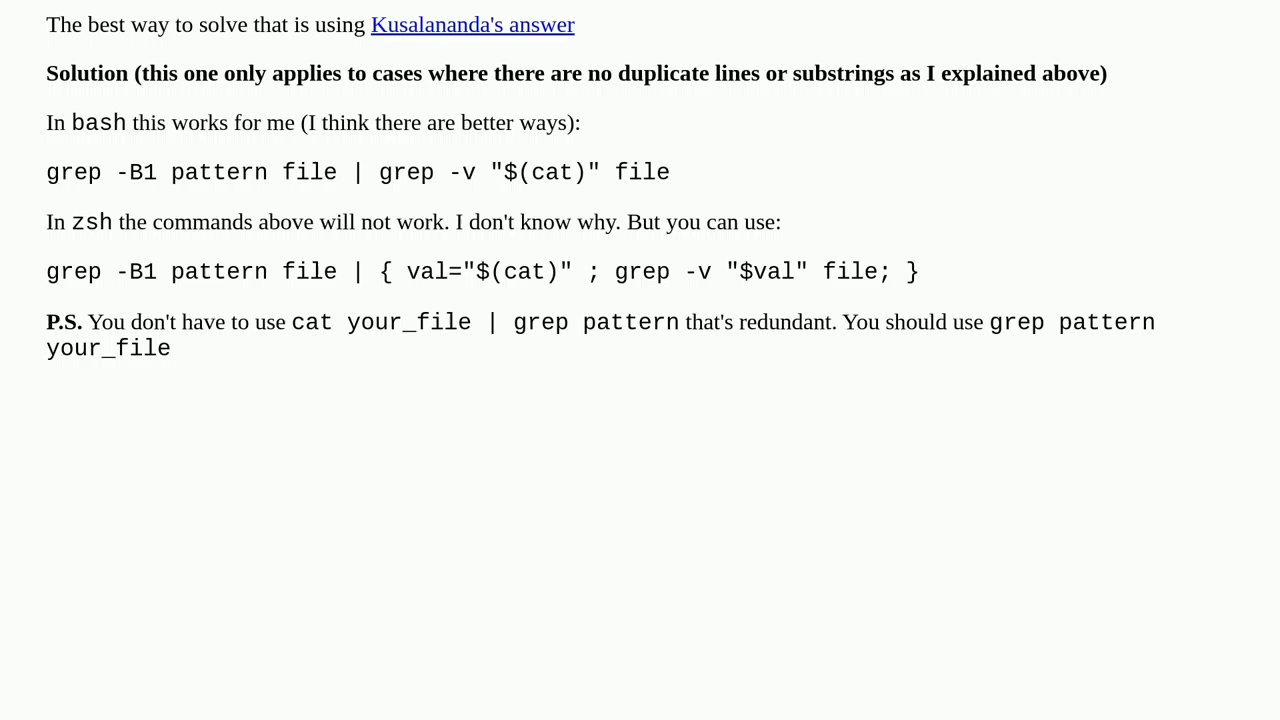 The best way to solve that is using Kusalananda's answer
Solution (this one only applies to cases where there are no duplicate lines or substrings as I explained above)
In bash this works for me (I think there are better ways):
grep -B1 pattern file | grep -v "$(cat)" file
In zsh the commands above will not work. I don't know why. But you can use:
grep -B1 pattern file | { val="$(cat)" ; grep -v "$val" file; }
P.S. You don't have to use cat your_file | grep pattern that's redundant. You should use grep pattern
your_file